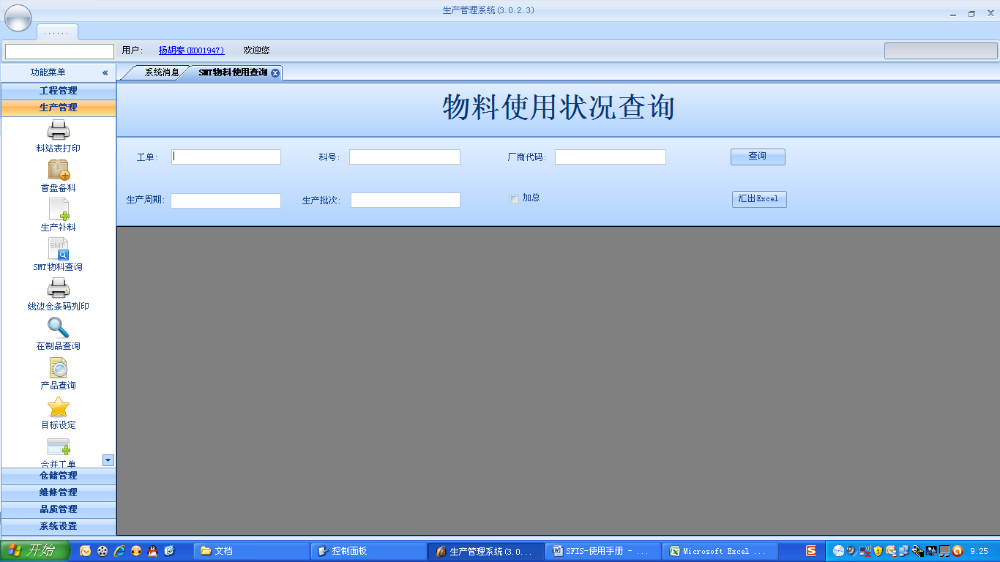 生产管理系统(3.0.2.3)
......
用户: 杨胡春(K001947) 欢迎您
功能菜单 «
系统消息 SMT物料使用查询
工程管理
生产管理
料站表打印
首盘备料
生产补料
SMT
SMT物料查询
线边仓条码列印
在制品查询
产品查询
目标设定
合并工单
仓储管理
维修管理
品质管理
系统设置
物料使用状况查询
工单: 料号: 厂商代码: 查询
生产周期: 生产批次: 加总 汇出Excel
开始 文档 控制面板 生产管理系统(3.0... SFIS-使用手册 - ... Microsoft Excel ... S 9:25